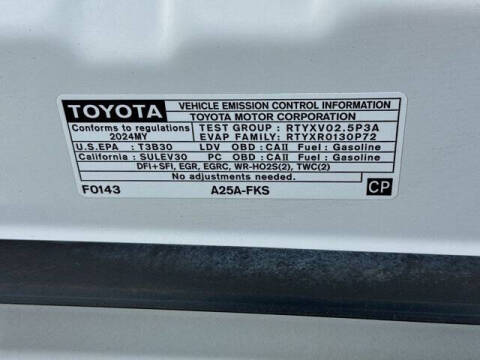 TOYOTA VEHICLE EMISSION CONTROL INFORMATION
TOYOTA MOTOR CORPORATION
Conforms to regulations TEST GROUP : RTYXV02.5P3A
2024MY EVAP FAMILY: RTYXR0130P72
U.S.EPA : T3B30 LDV OBD : CAII Fuel : Gasoline
California : SULEV30 PC OBD : CAII Fuel : Gasoline
DFI+SFI, EGR, EGRC, WR-HO2S(2), TWC(2)
No adjustments needed.
F0143 A25A-FKS CP